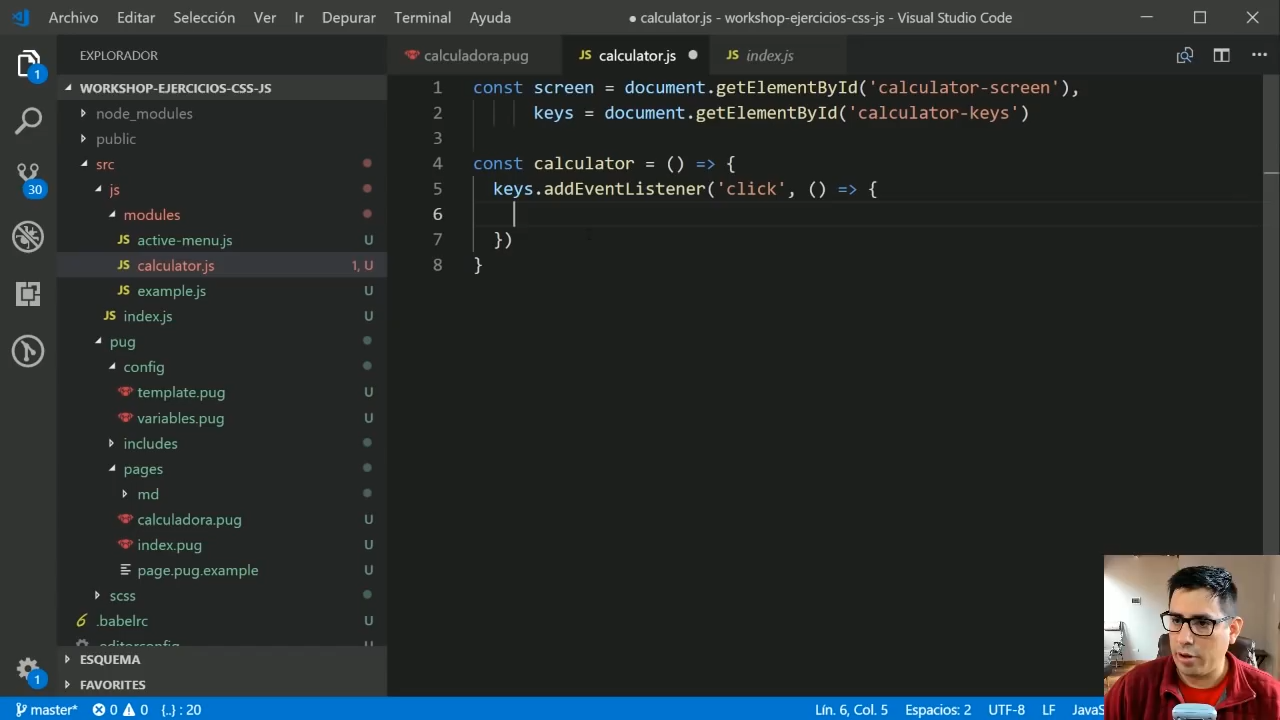 Archivo Editar Selección Ver Ir Depurar Terminal Ayuda ● calculator.js - workshop-ejercicios-css-js - Visual Studio Code
EXPLORADOR
WORKSHOP-EJERCICIOS-CSS-JS
node_modules
public
src
js
modules
JS active-menu.js U
JS calculator.js 1, U
JS example.js U
JS index.js U
pug
config
template.pug U
variables.pug U
includes
pages
md
calculadora.pug U
index.pug U
page.pug.example U
scss
.babelrc U
ESQUEMA
FAVORITES
1
30
1
calculadora.pug JS calculator.js ● JS index.js
1 const screen = document.getElementById('calculator-screen'),
2 keys = document.getElementById('calculator-keys')
3
4 const calculator = () => {
5 keys.addEventListener('click', () => {
6
7 })
8 }
master* 0 0 {..} : 20 Lín. 6, Col. 5 Espacios: 2 UTF-8 LF